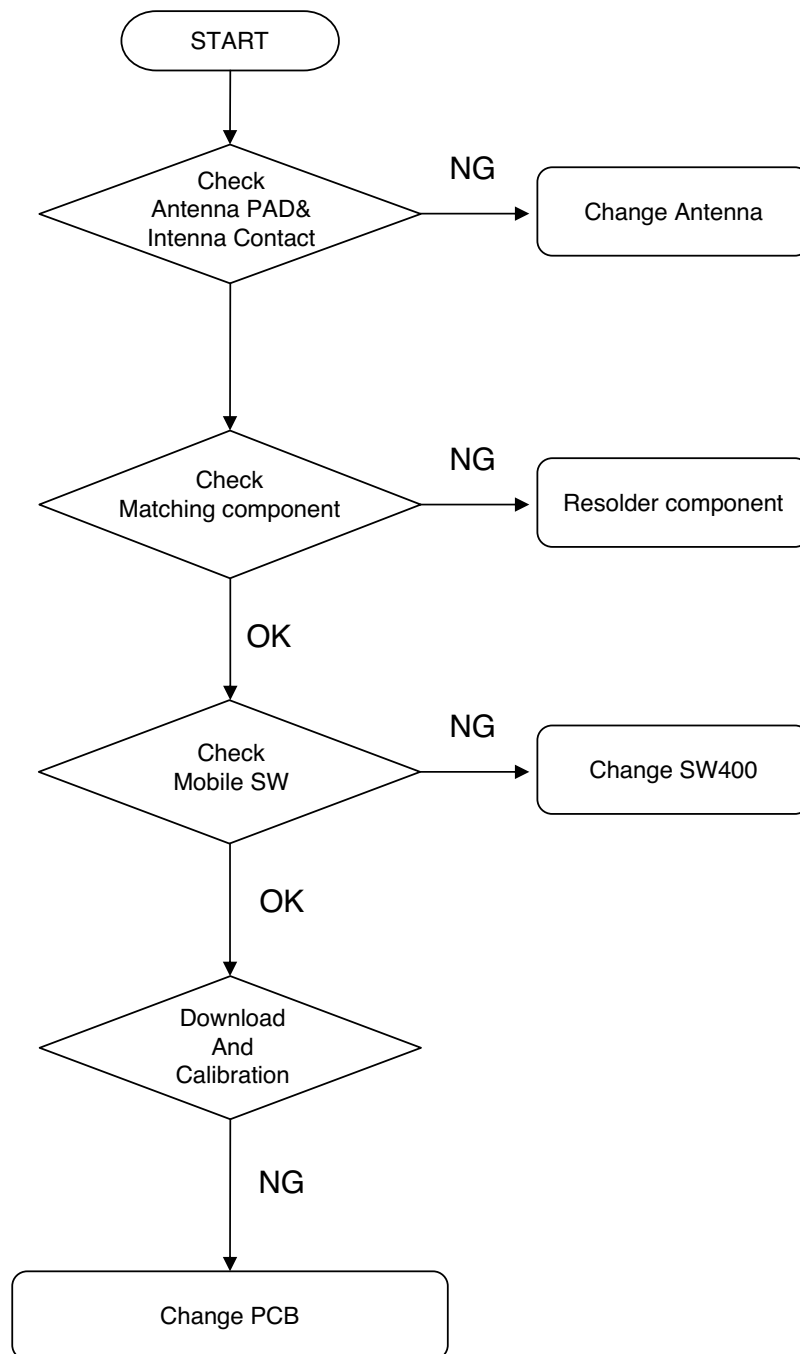 START
Check
Antenna PAD&
Intenna Contact
NG
Change Antenna
Check
Matching component
NG
Resolder component
OK
Check
Mobile SW
NG
Change SW400
OK
Download
And
Calibration
NG
Change PCB